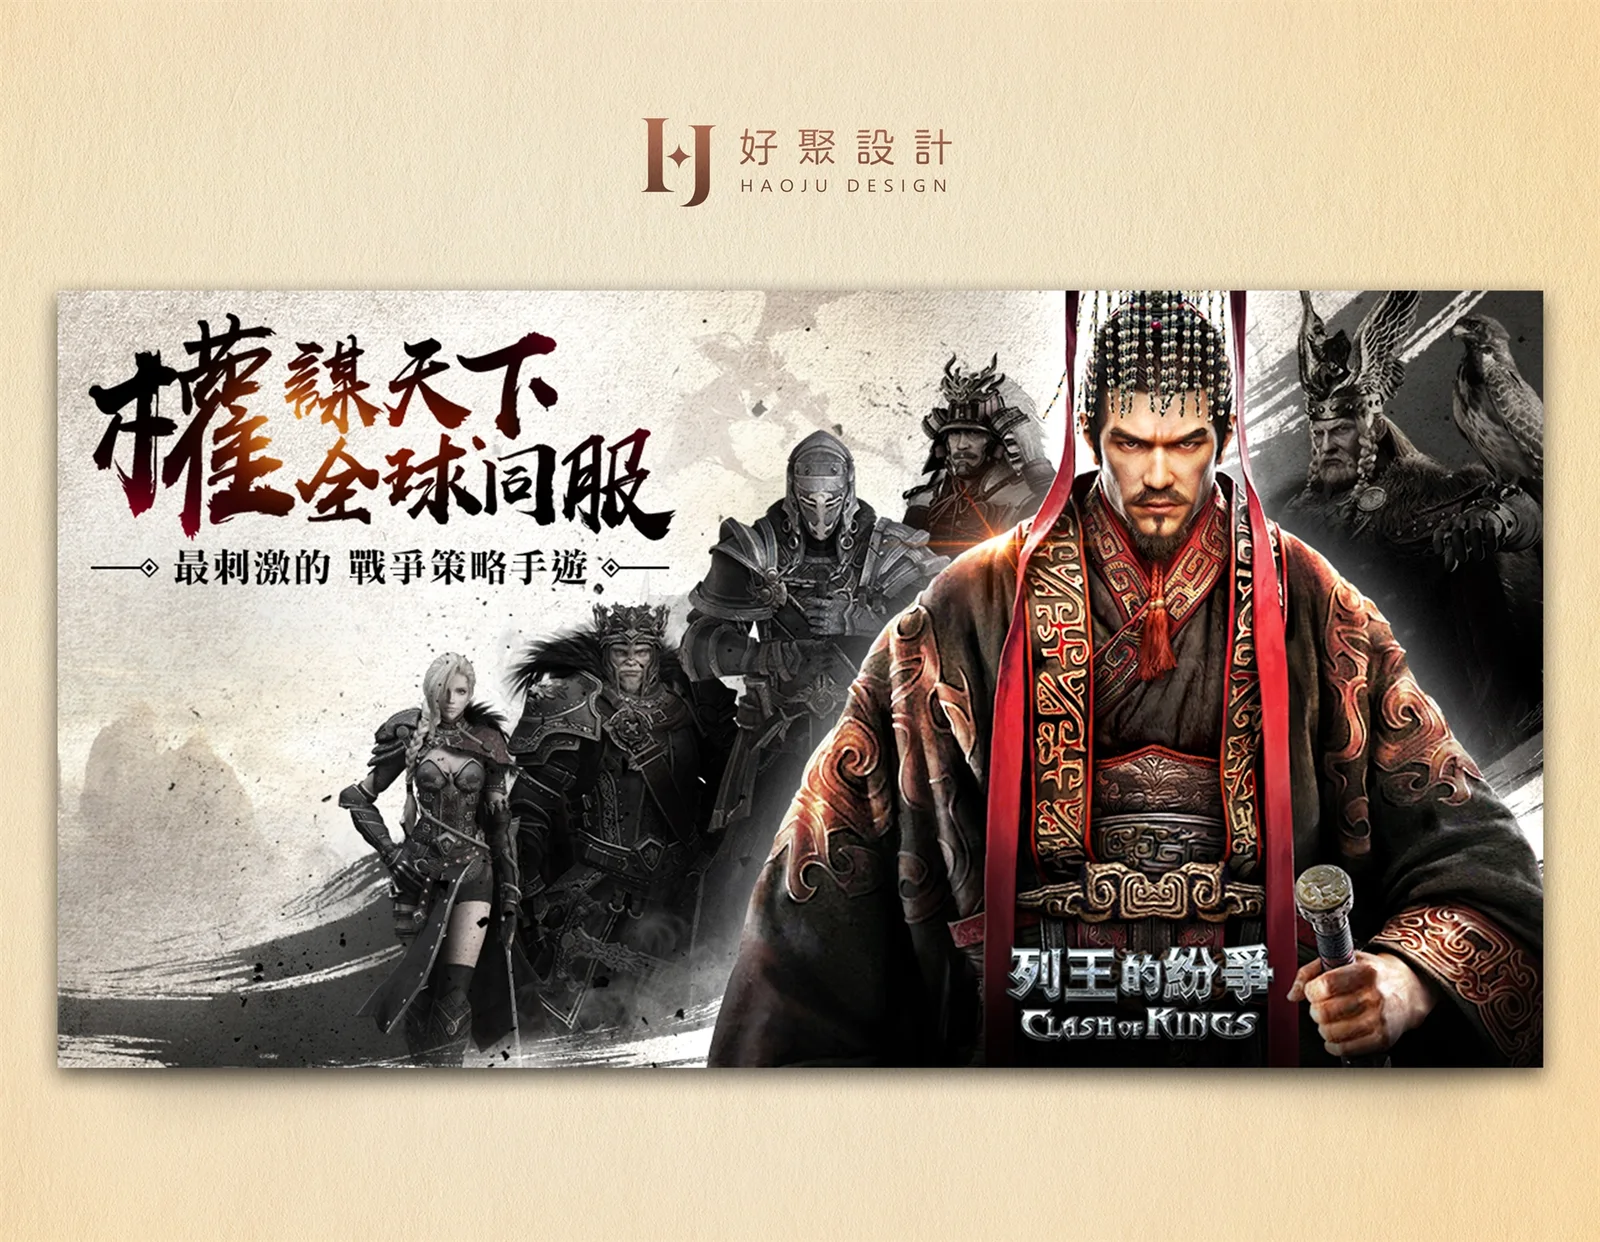 好聚設計
HAOJU DESIGN
權謀天下
全球同服
最刺激的 戰爭策略手遊
列王的紛爭
CLASH OF KINGS